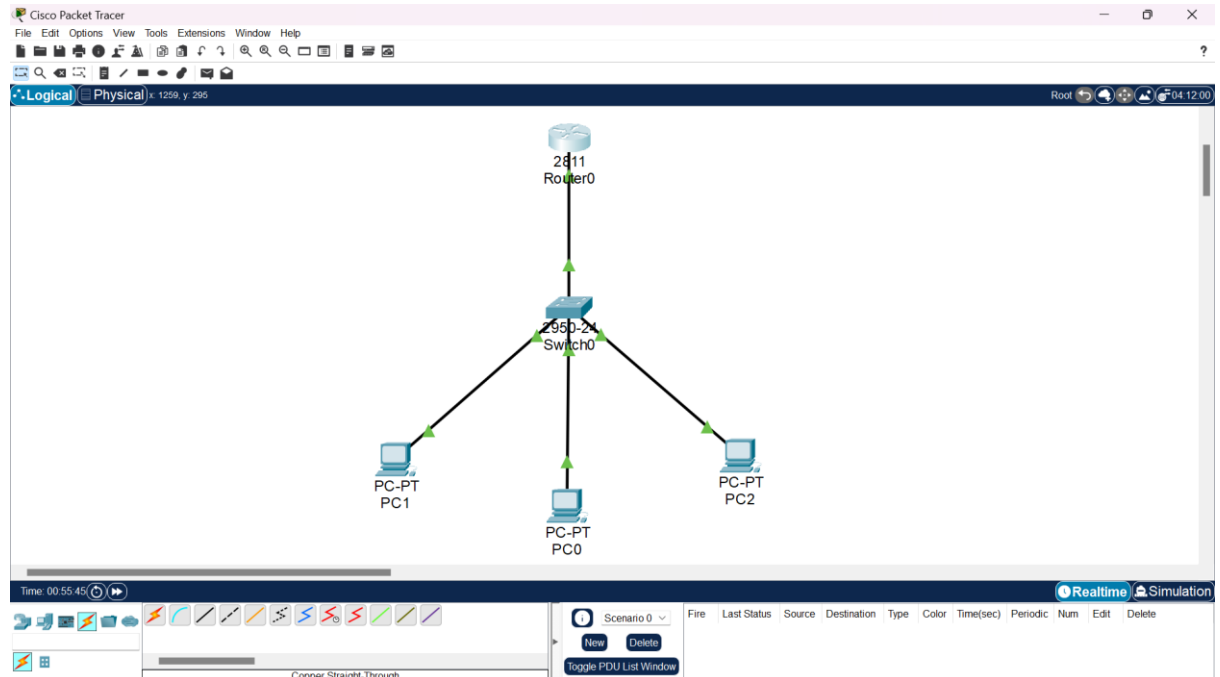 Cisco Packet Tracer
File Edit Options View Tools Extensions Window Help
?
Logical Physical x: 1259, y: 295 Root 04:12:00
2811
Router0
2950-24
Switch0
PC-PT
PC1
PC-PT
PC2
PC-PT
PC0
Time: 00:55:45 Realtime Simulation
Scenario 0 Fire Last Status Source Destination Type Color Time(sec) Periodic Num Edit Delete
New Delete
Toggle PDU List Window
Copper Straight-Through